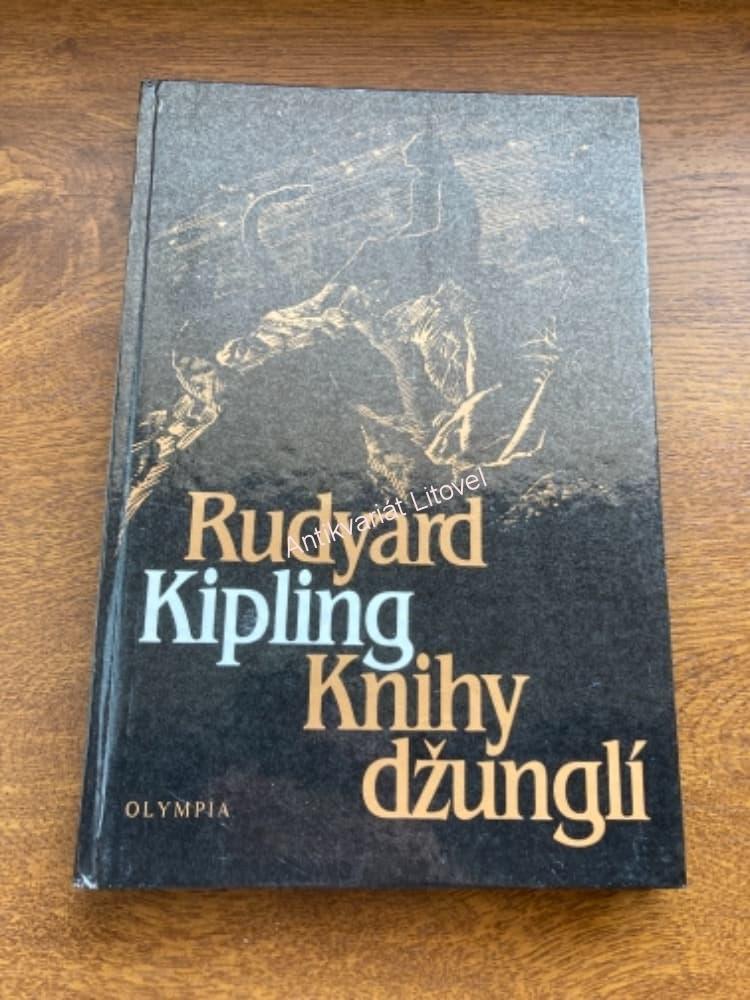 Antikvariát Litovel
Rudyard
Kipling
Knihy
džunglí
OLYMPIA